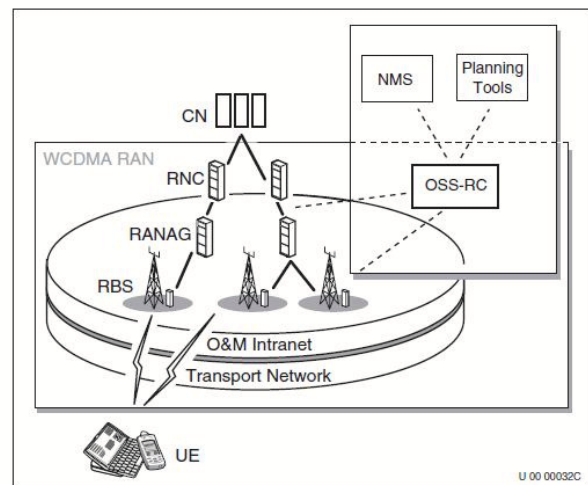 NMS
Planning
Tools
CN
WCDMA RAN
RNC
OSS-RC
RANAG
RBS
O&M Intranet
Transport Network
UE
U 00 00032C